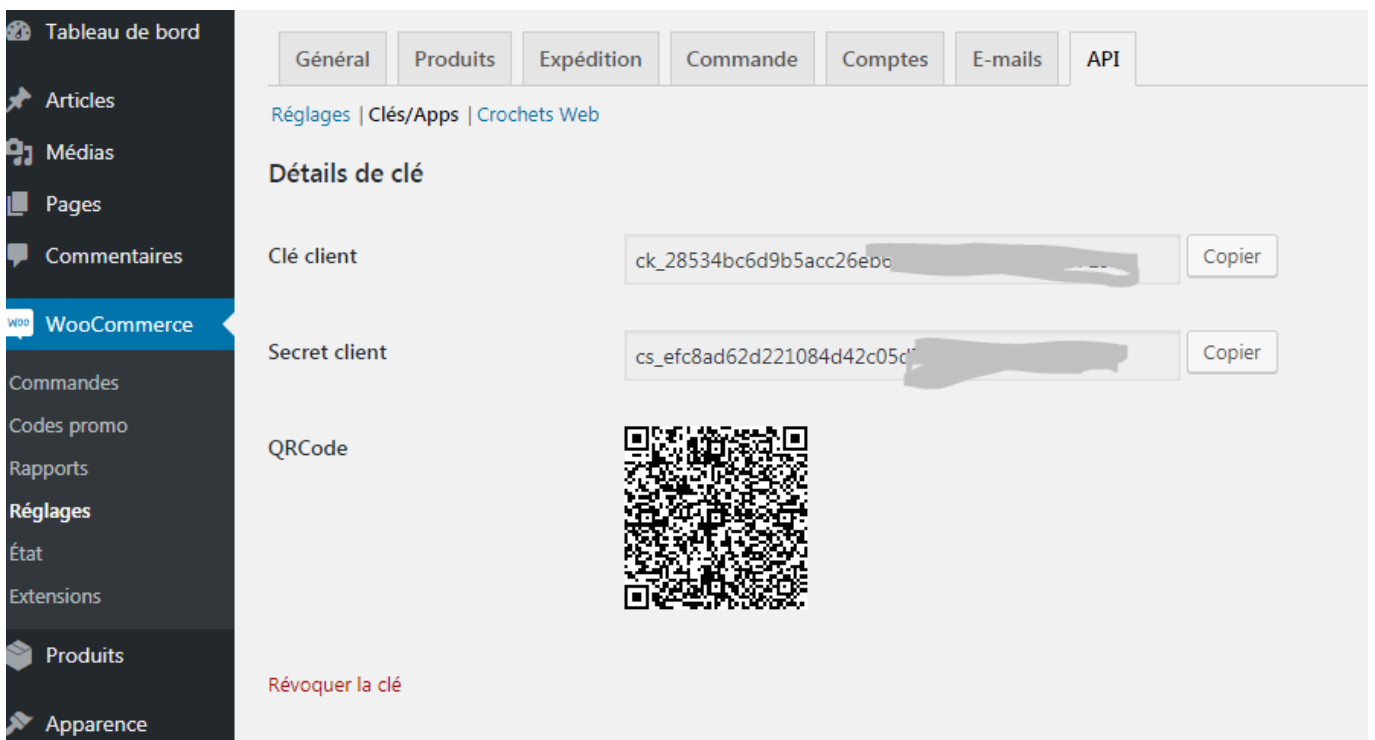 Tableau de bord
Articles
Médias
Pages
Commentaires
Woo WooCommerce
Commandes
Codes promo
Rapports
Réglages
État
Extensions
Produits
Apparence
Général Produits Expédition Commande Comptes E-mails API
Réglages | Clés/Apps | Crochets Web
Détails de clé
Clé client ck_28534bc6d9b5acc26eb Copier
Secret client cs_efc8ad62d221084d42c05d Copier
QRCode
Révoquer la clé